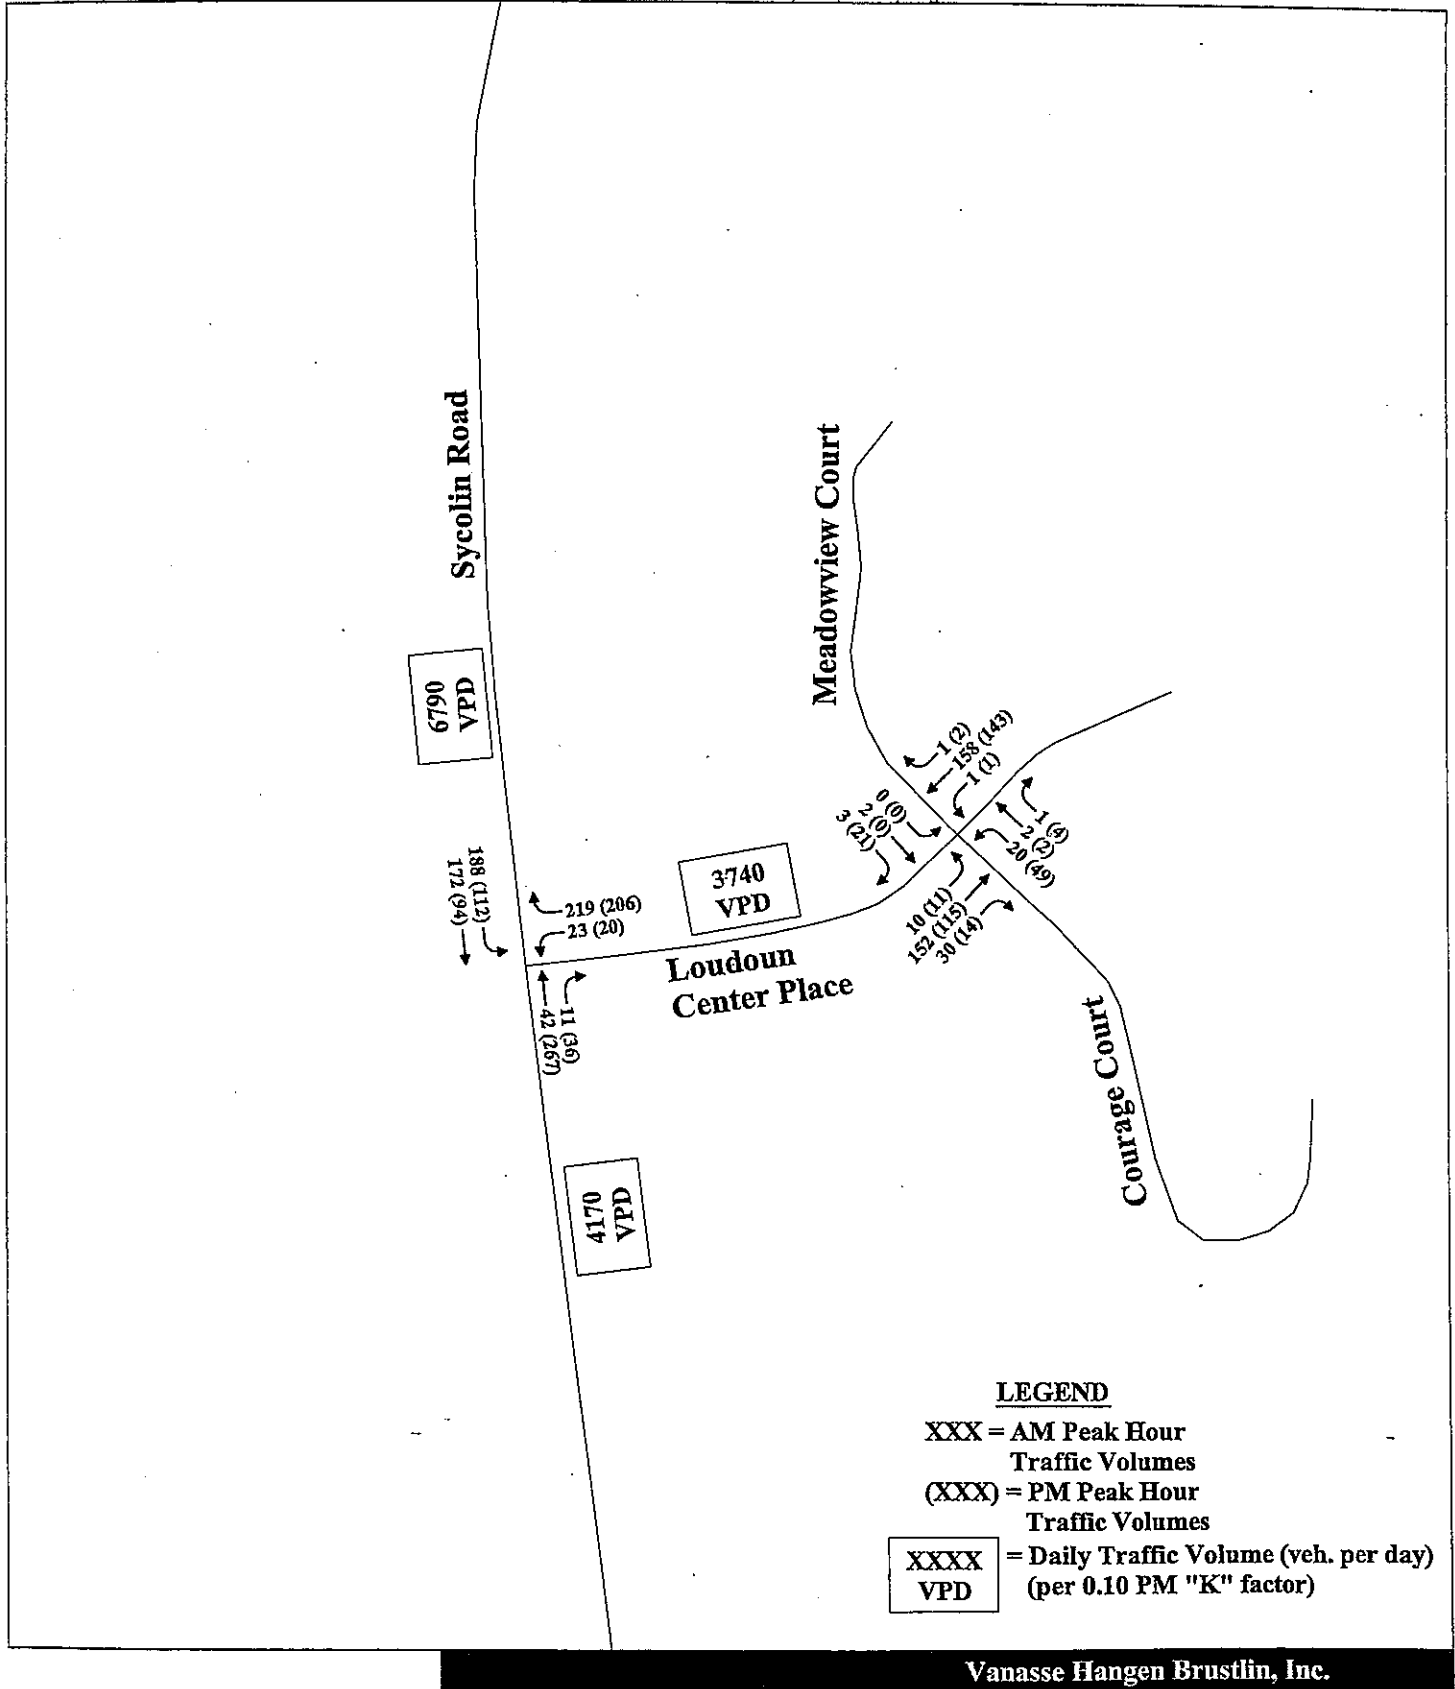 Sycolin Road
Meadowview Court
6790
VPD
1 (2)
158 (143)
1 (1)
0 (0)
2 (0)
3 (21)
1 (4)
2 (2)
20 (49)
10 (11)
152 (115)
30 (14)
3740
VPD
188 (112)
172 (94)
219 (206)
23 (20)
Loudoun
Center Place
11 (36)
42 (267)
Courage Court
4170
VPD
LEGEND
XXX = AM Peak Hour
Traffic Volumes
(XXX) = PM Peak Hour
Traffic Volumes
XXXX
VPD
= Daily Traffic Volume (veh. per day)
(per 0.10 PM "K" factor)
Vanasse Hangen Brustlin, Inc.